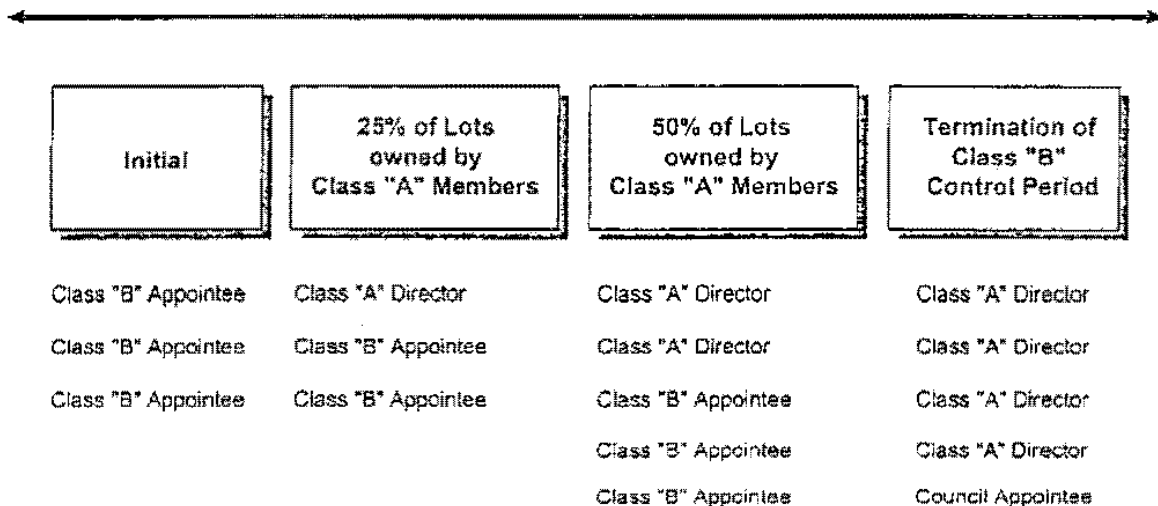 Initial
25% of Lots
owned by
Class "A" Members
50% of Lots
owned by
Class "A" Members
Termination of
Class "B"
Control Period
Class "B" Appointee
Class "B" Appointee
Class "B" Appointee
Class "A" Director
Class "B" Appointee
Class "B" Appointee
Class "A" Director
Class "A" Director
Class "B" Appointee
Class "B" Appointee
Class "B" Appointee
Class "A" Director
Class "A" Director
Class "A" Director
Class "A" Director
Council Appointee